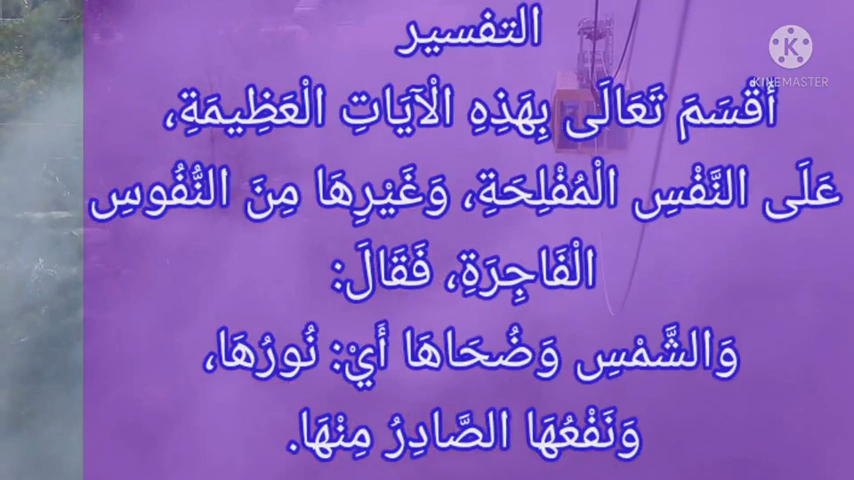 التفسير
KINEMASTER
أَقسَمَ تَعَالَى بِهَذِهِ الْآيَاتِ الْعَظِيمَةِ،
عَلَى النَّفْسِ الْمُفْلِحَةِ، وَغَيْرِهَا مِنَ النُّفُوسِ
الْفَاجِرَةِ، فَقَالَ:
وَالشَّمْسِ وَضُحَاهَا أَيْ: نُورُهَا،
وَنَفْعُهَا الصَّادِرُ مِنْهَا.